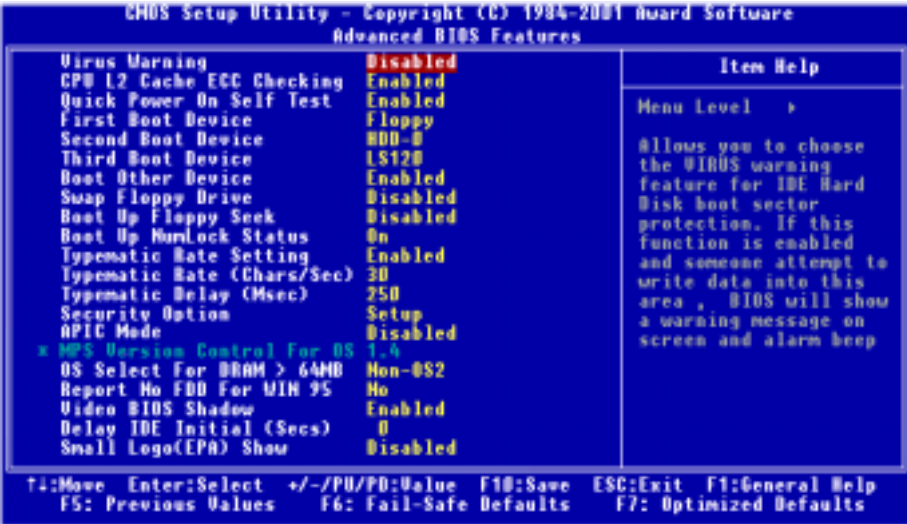 CMOS Setup Utility - Copyright (C) 1984-2001 Award Software
Advanced BIOS Features
Virus Warning Disabled
CPU L2 Cache ECC Checking Enabled
Quick Power On Self Test Enabled
First Boot Device Floppy
Second Boot Device HDD-0
Third Boot Device LS120
Boot Other Device Enabled
Swap Floppy Drive Disabled
Boot Up Floppy Seek Disabled
Boot Up NumLock Status On
Typematic Rate Setting Enabled
Typematic Rate (Chars/Sec) 30
Typematic Delay (Msec) 250
Security Option Setup
APIC Mode Disabled
x MPS Version Control For OS 1.4
OS Select For DRAM > 64MB Non-OS2
Report No FDD For WIN 95 No
Video BIOS Shadow Enabled
Delay IDE Initial (Secs) 0
Small Logo(EPA) Show Disabled
Item Help
Menu Level ▸
Allows you to choose
the VIRUS warning
feature for IDE Hard
Disk boot sector
protection. If this
function is enabled
and someone attempt to
write data into this
area , BIOS will show
a warning message on
screen and alarm beep
↑↓:Move Enter:Select +/-/PU/PD:Value F10:Save ESC:Exit F1:General Help
F5: Previous Values F6: Fail-Safe Defaults F7: Optimized Defaults